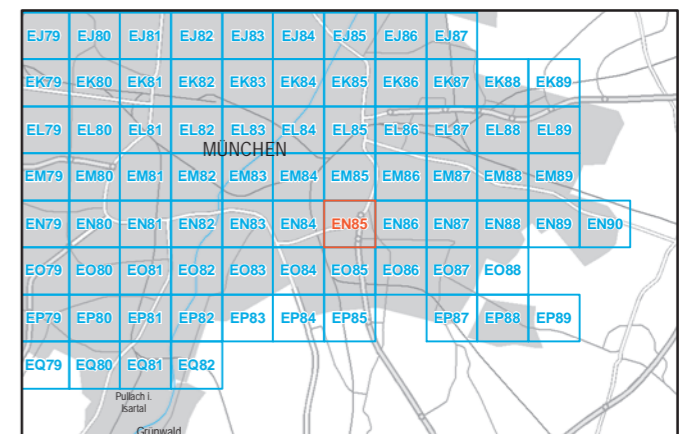 EJ79 EJ80 EJ81 EJ82 EJ83 EJ84 EJ85 EJ86 EJ87
EK79 EK80 EK81 EK82 EK83 EK84 EK85 EK86 EK87 EK88 EK89
EL79 EL80 EL81 EL82 EL83 EL84 EL85 EL86 EL87 EL88 EL89
MÜNCHEN
EM79 EM80 EM81 EM82 EM83 EM84 EM85 EM86 EM87 EM88 EM89
EN79 EN80 EN81 EN82 EN83 EN84 EN85 EN86 EN87 EN88 EN89 EN90
EO79 EO80 EO81 EO82 EO83 EO84 EO85 EO86 EO87 EO88
EP79 EP80 EP81 EP82 EP83 EP84 EP85 EP87 EP88 EP89
EQ79 EQ80 EQ81 EQ82
Pullach i.
Isartal
Grünwald